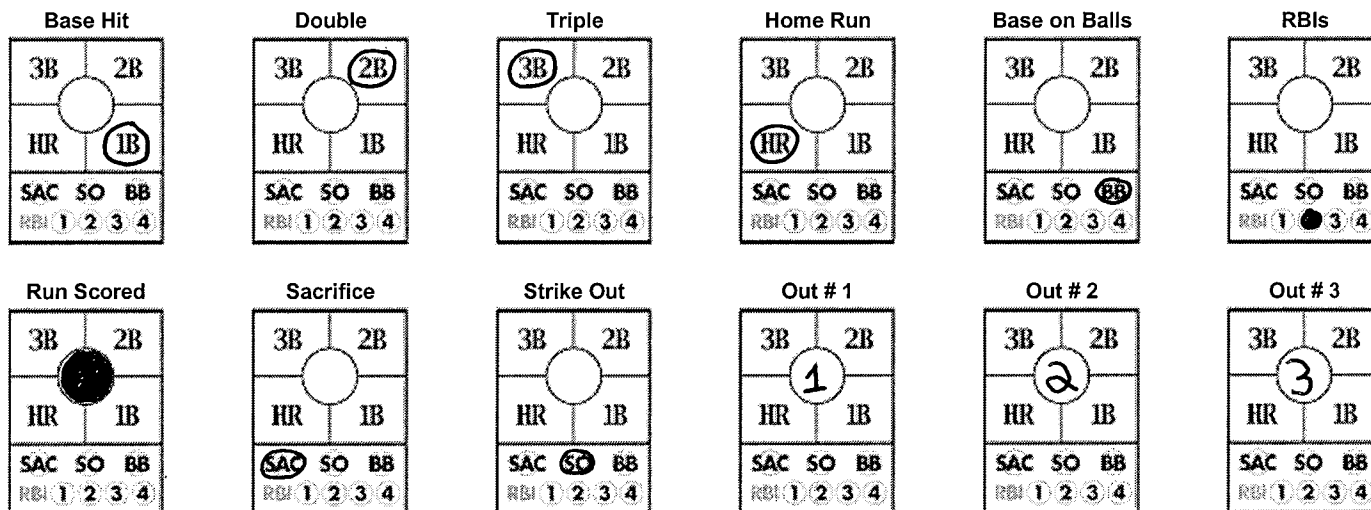 Base Hit Double Triple Home Run Base on Balls RBIs
3B 2B 3B 2B 3B 2B 3B 2B 3B 2B 3B 2B
HR 1B HR 1B HR 1B HR 1B HR 1B HR 1B
SAC SO BB SAC SO BB SAC SO BB SAC SO BB SAC SO BB SAC SO BB
RBI 1 2 3 4 RBI 1 2 3 4 RBI 1 2 3 4 RBI 1 2 3 4 RBI 1 2 3 4 RBI 1 3 4
Run Scored Sacrifice Strike Out Out # 1 Out # 2 Out # 3
3B 2B 3B 2B 3B 2B 3B 2B 3B 2B 3B 2B
1 2 3
HR 1B HR 1B HR 1B HR 1B HR 1B HR 1B
SAC SO BB SAC SO BB SAC SO BB SAC SO BB SAC SO BB SAC SO BB
RBI 1 2 3 4 RBI 1 2 3 4 RBI 1 2 3 4 RBI 1 2 3 4 RBI 1 2 3 4 RBI 1 2 3 4